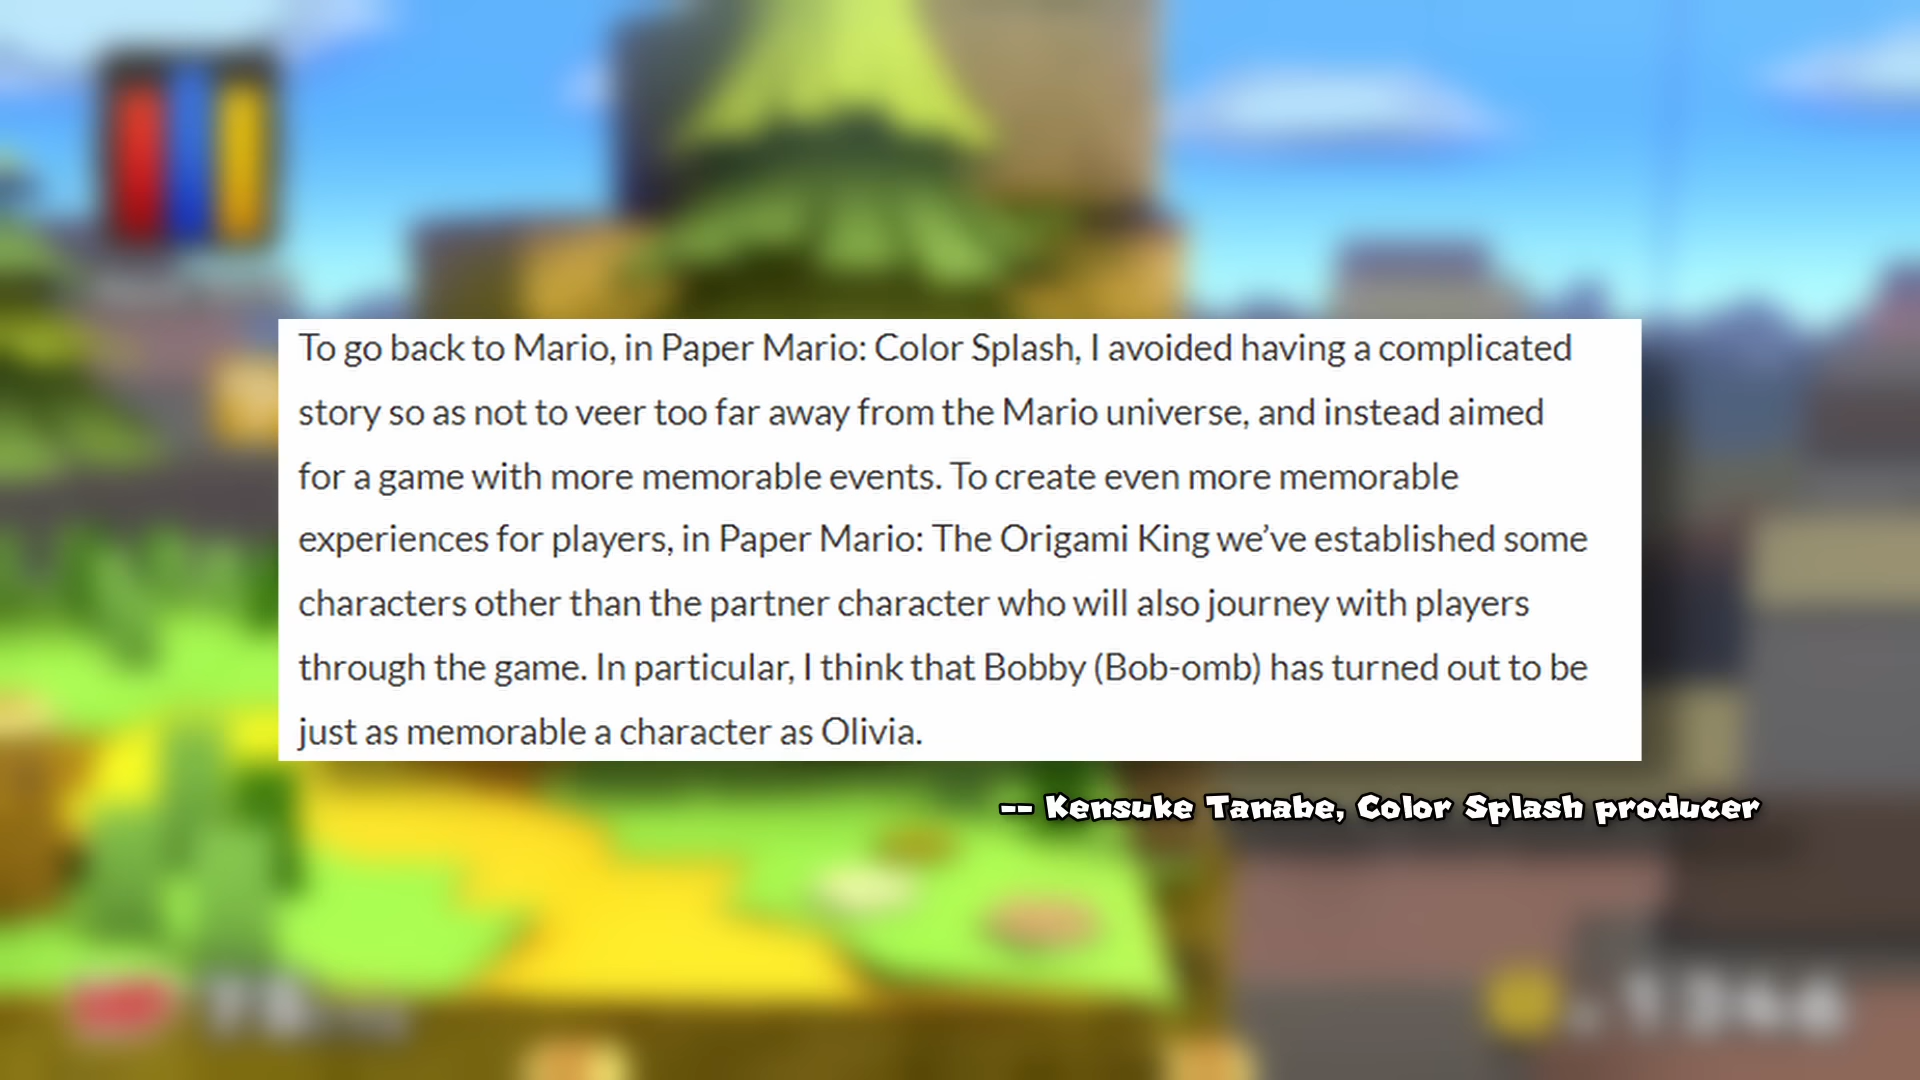 To go back to Mario, in Paper Mario: Color Splash, I avoided having a complicated
story so as not to veer too far away from the Mario universe, and instead aimed
for a game with more memorable events. To create even more memorable
experiences for players, in Paper Mario: The Origami King we’ve established some
characters other than the partner character who will also journey with players
through the game. In particular, I think that Bobby (Bob-omb) has turned out to be
just as memorable a character as Olivia.
-- Kensuke Tanabe, Color Splash producer